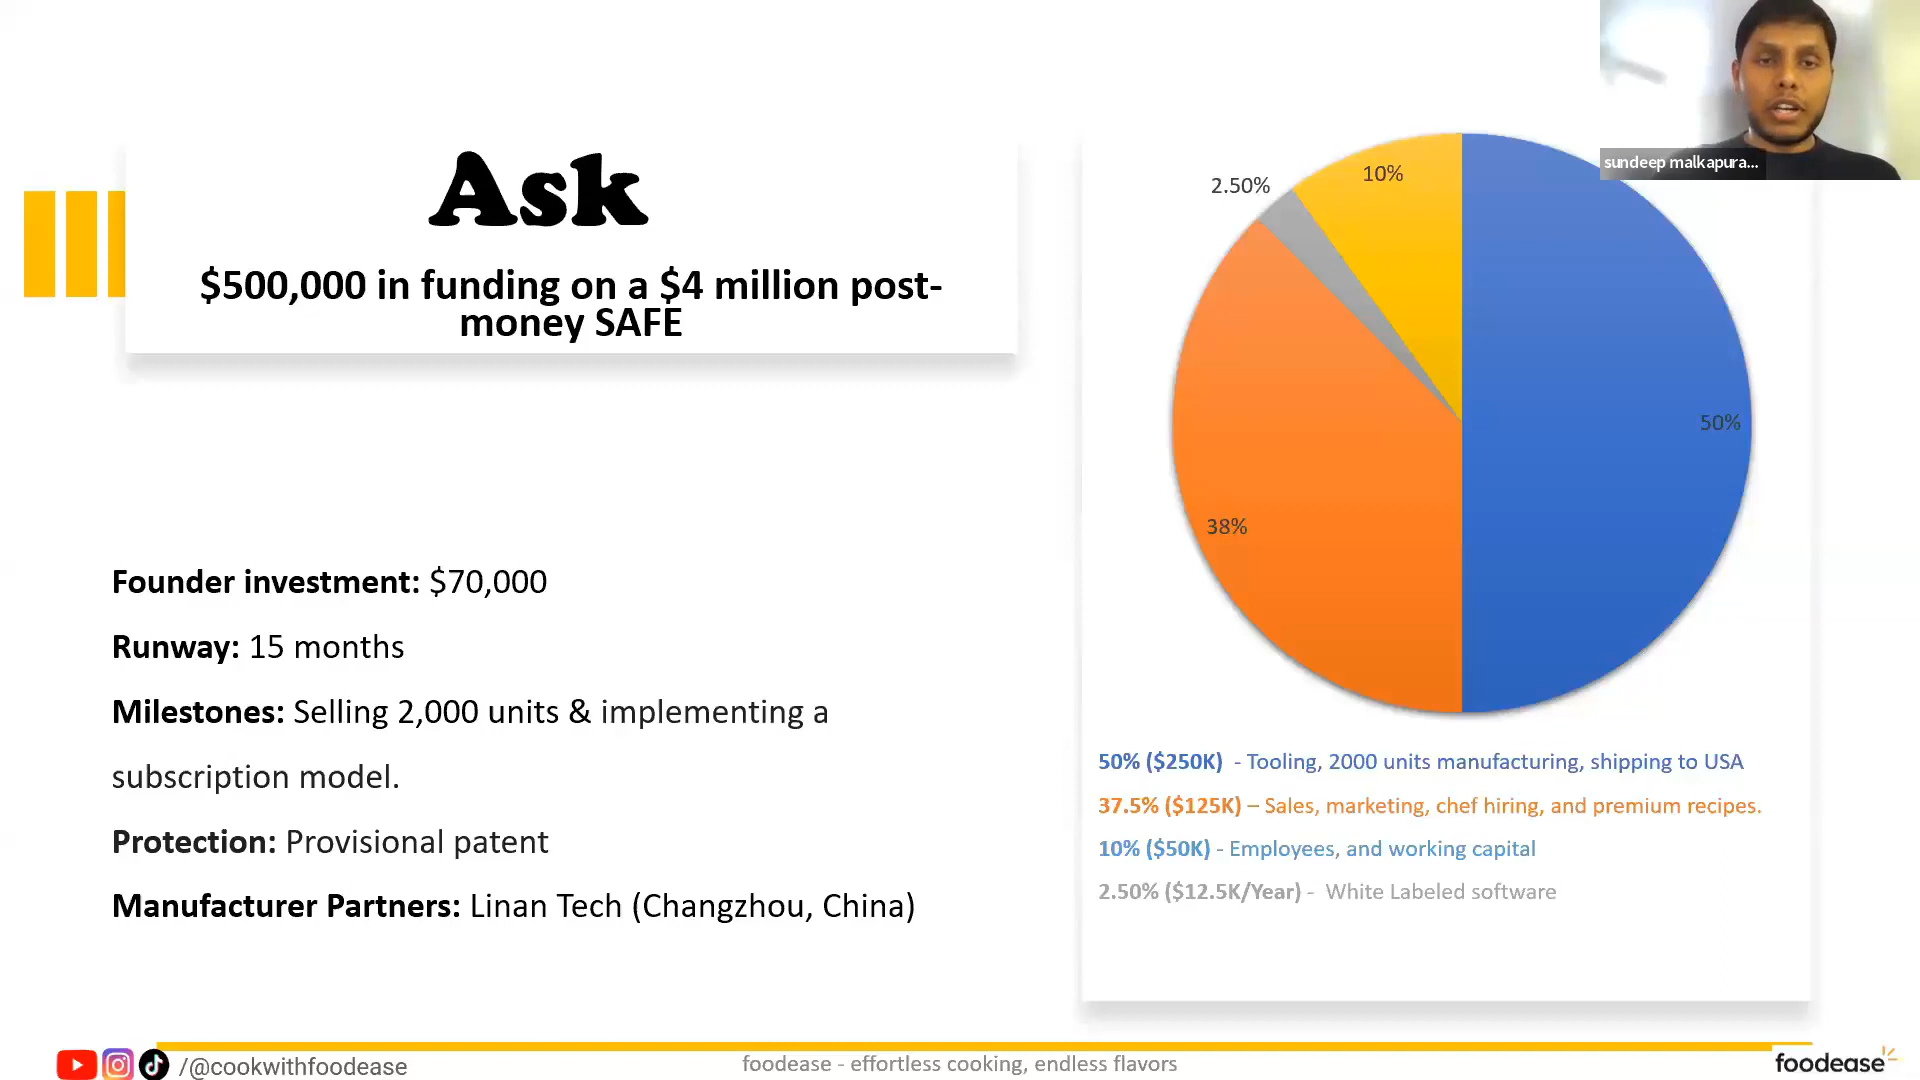 sundeep malkapura...
Ask
$500,000 in funding on a $4 million post-
money SAFE
Founder investment: $70,000
Runway: 15 months
Milestones: Selling 2,000 units & implementing a
subscription model.
Protection: Provisional patent
Manufacturer Partners: Linan Tech (Changzhou, China)
2.50%
10%
50%
38%
50% ($250K) - Tooling, 2000 units manufacturing, shipping to USA
37.5% ($125K) – Sales, marketing, chef hiring, and premium recipes.
10% ($50K) - Employees, and working capital
2.50% ($12.5K/Year) - White Labeled software
/@cookwithfoodease
foodease - effortless cooking, endless flavors
foodease